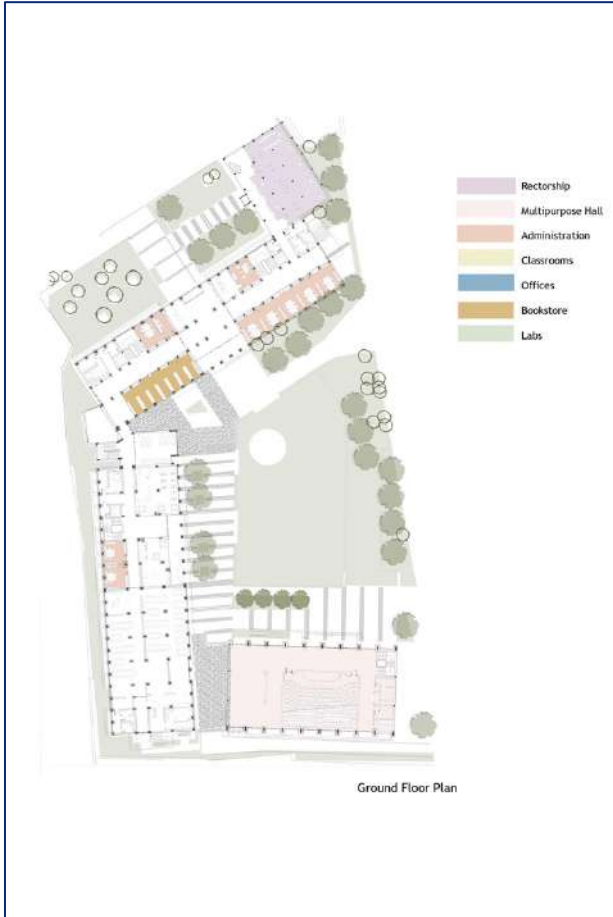 Rectorship
Multipurpose Hall
Administration
Classrooms
Offices
Bookstore
Labs
Ground Floor Plan